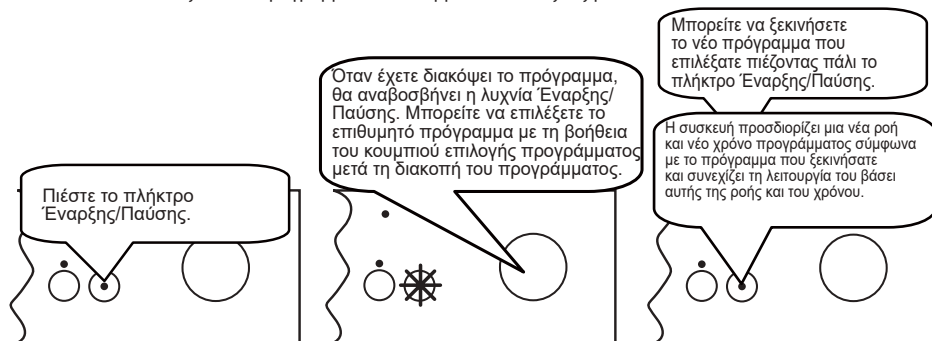 Πιέστε το πλήκτρο
Έναρξης/Παύσης.
Όταν έχετε διακόψει το πρόγραμμα,
θα αναβοσβήνει η λυχνία Έναρξης/
Παύσης. Μπορείτε να επιλέξετε το
επιθυμητό πρόγραμμα με τη βοήθεια
του κουμπιού επιλογής προγράμματος
μετά τη διακοπή του προγράμματος.
Μπορείτε να ξεκινήσετε
το νέο πρόγραμμα που
επιλέξατε πιέζοντας πάλι το
πλήκτρο Έναρξης/Παύσης.
Η συσκευή προσδιορίζει μια νέα ροή
και νέο χρόνο προγράμματος σύμφωνα
με το πρόγραμμα που ξεκινήσατε
και συνεχίζει τη λειτουργία του βάσει
αυτής της ροής και του χρόνου.